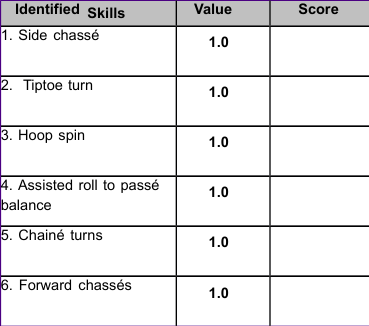 Identified Skills Value Score
1. Side chassé 1.0
2. Tiptoe turn 1.0
3. Hoop spin 1.0
4. Assisted roll to passé
balance 1.0
5. Chainé turns 1.0
6. Forward chassés 1.0